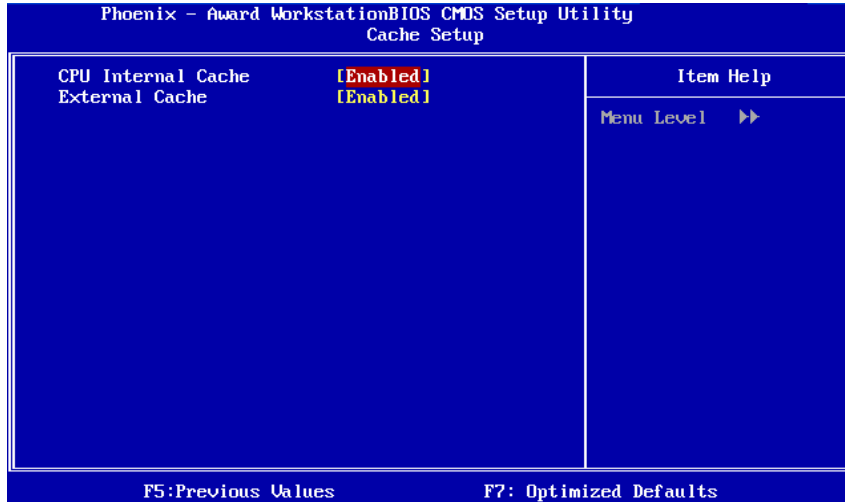 Phoenix - Award WorkstationBIOS CMOS Setup Utility
Cache Setup
CPU Internal Cache [Enabled]
External Cache [Enabled]
Item Help
Menu Level
F5:Previous Values F7: Optimized Defaults